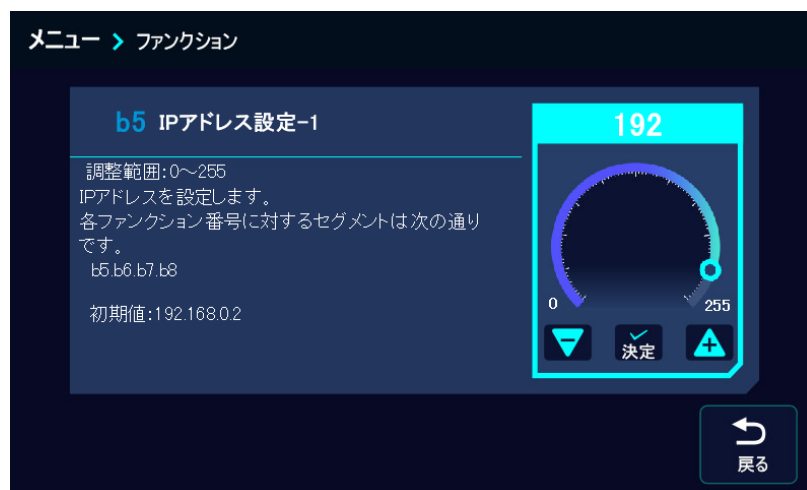 メニュー > ファンクション
b5 IPアドレス設定-1
調整範囲:0〜255
IPアドレスを設定します。
各ファンクション番号に対するセグメントは次の通り
です。
b5.b6.b7.b8
初期値:192.168.0.2
192
0
255
決定
戻る